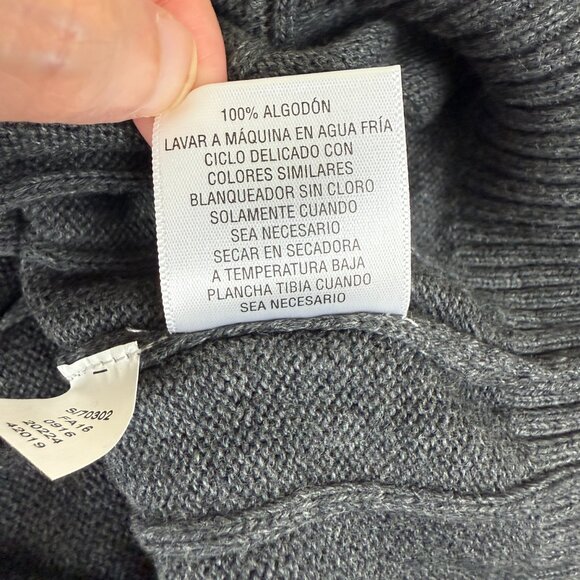 100% ALGODÓN
LAVAR A MÁQUINA EN AGUA FRÍA
CICLO DELICADO CON
COLORES SIMILARES
BLANQUEADOR SIN CLORO
SOLAMENTE CUANDO
SEA NECESARIO
SECAR EN SECADORA
A TEMPERATURA BAJA
PLANCHA TIBIA CUANDO
SEA NECESARIO
S/70302
FA16
0916
20224
42019